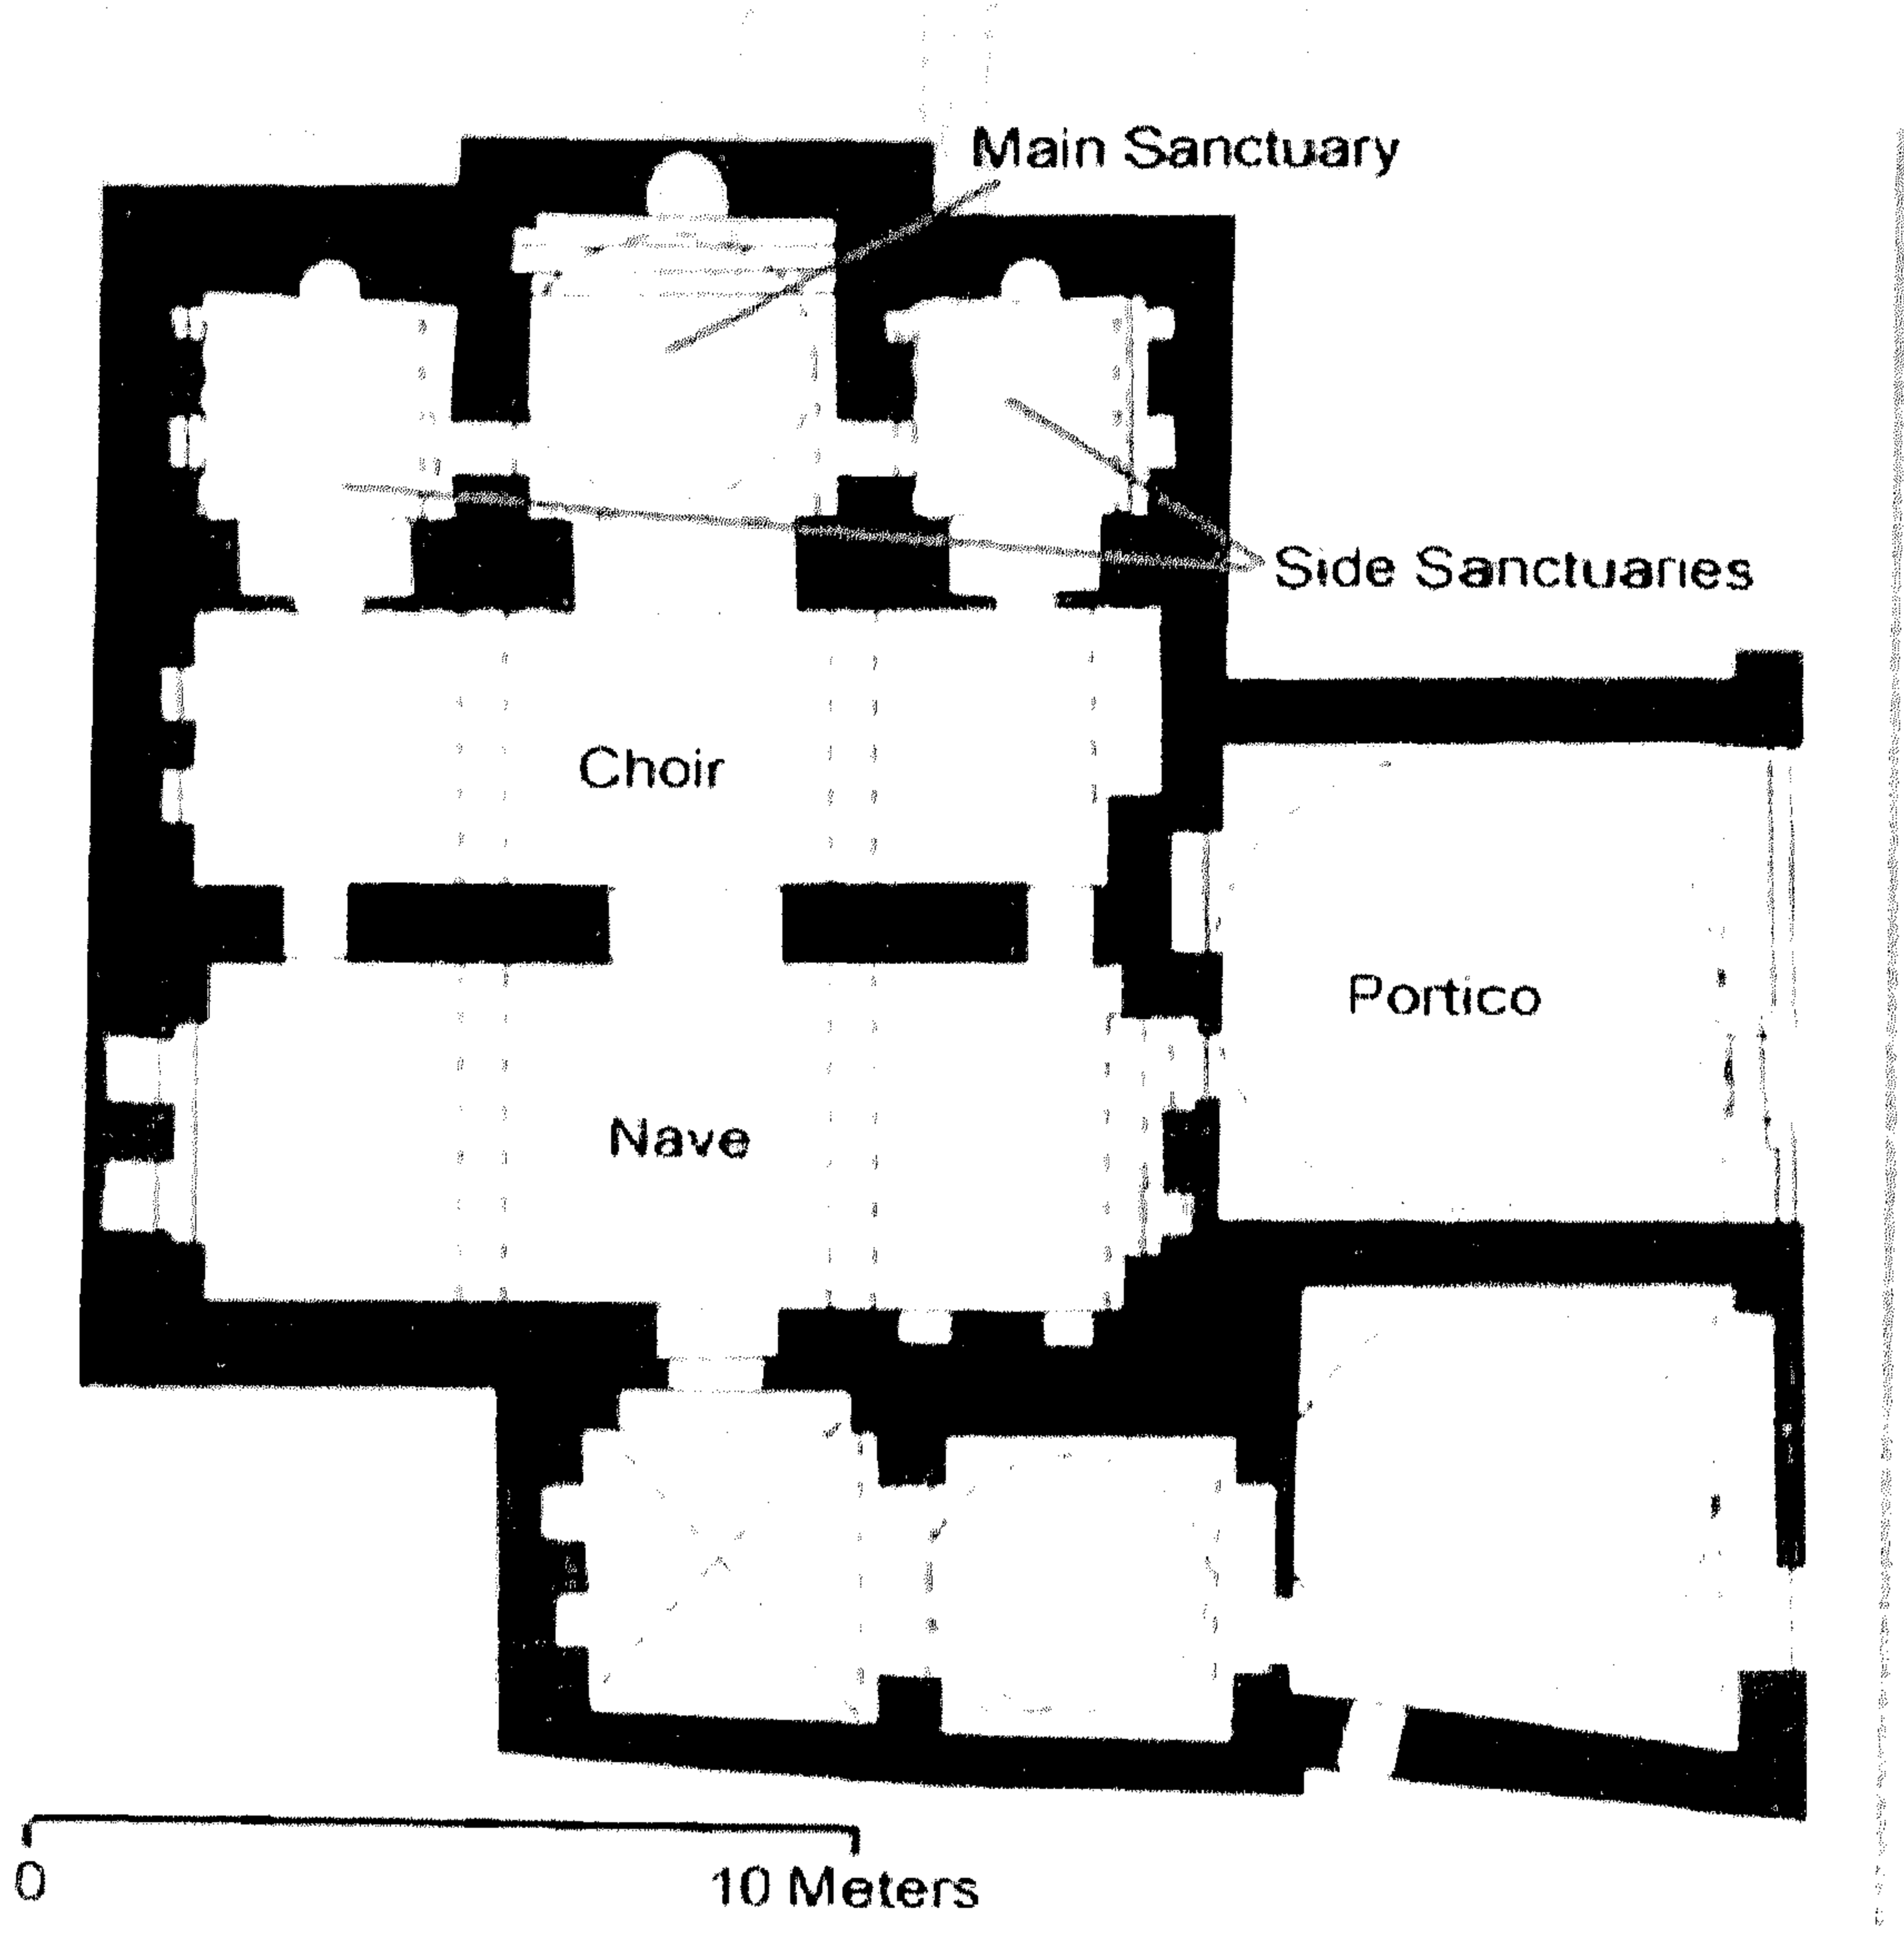 Main Sanctuary
Side Sanctuaries
Choir
Portico
Nave
0
10 Meters